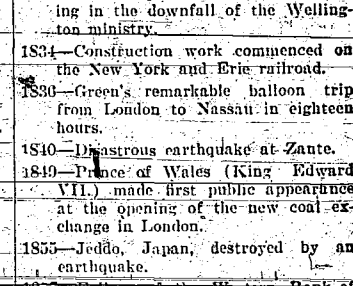 ing in the downfall of the Welling-
ton ministry.
1834—Construction work commenced on
the New York and Erie railroad.
1836—Green's remarkable balloon trip
from London to Nassau in eighteen
hours.
1840—Disastrous earthquake at Zante.
1849—Prince of Wales (King Edward
VII.) made first public appearance
at the opening of the new coal ex-
change in London.
1855—Jeddo, Japan, destroyed by an
earthquake.